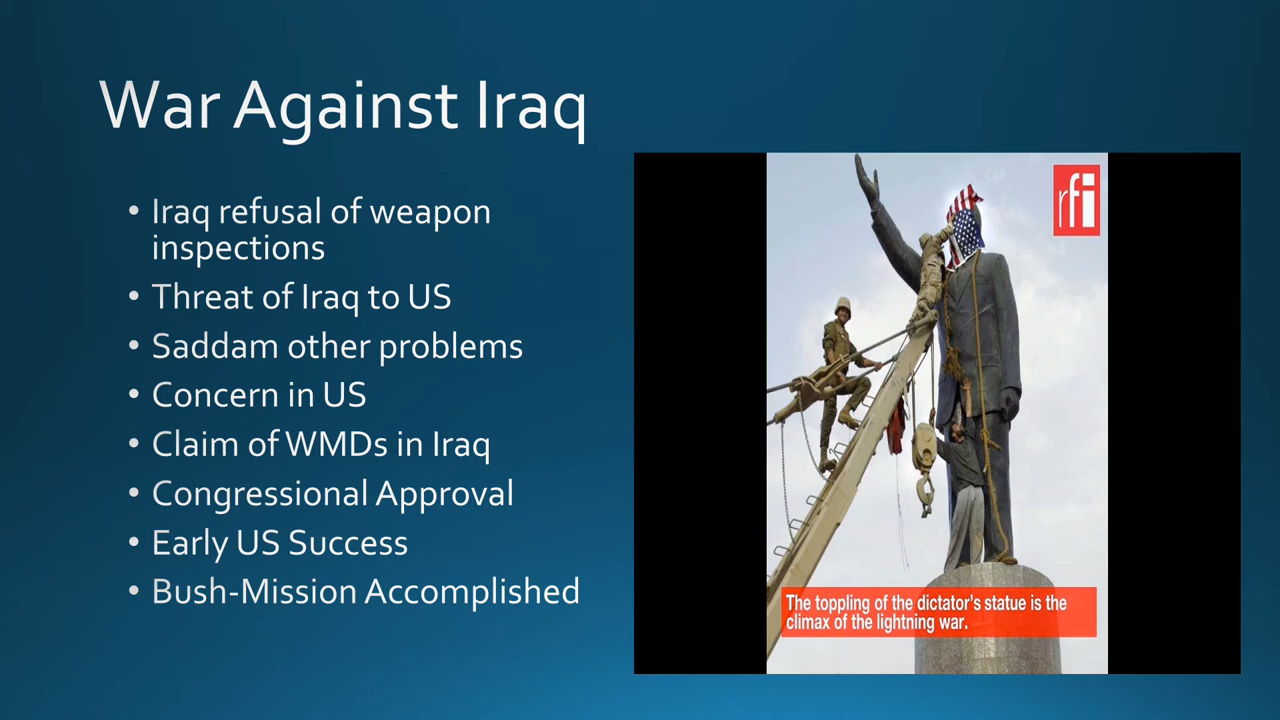 War Against Iraq
• Iraq refusal of weapon
inspections
• Threat of Iraq to US
• Saddam other problems
• Concern in US
• Claim of WMDs in Iraq
• Congressional Approval
• Early US Success
• Bush-Mission Accomplished
rfi
The toppling of the dictator's statue is the
climax of the lightning war.